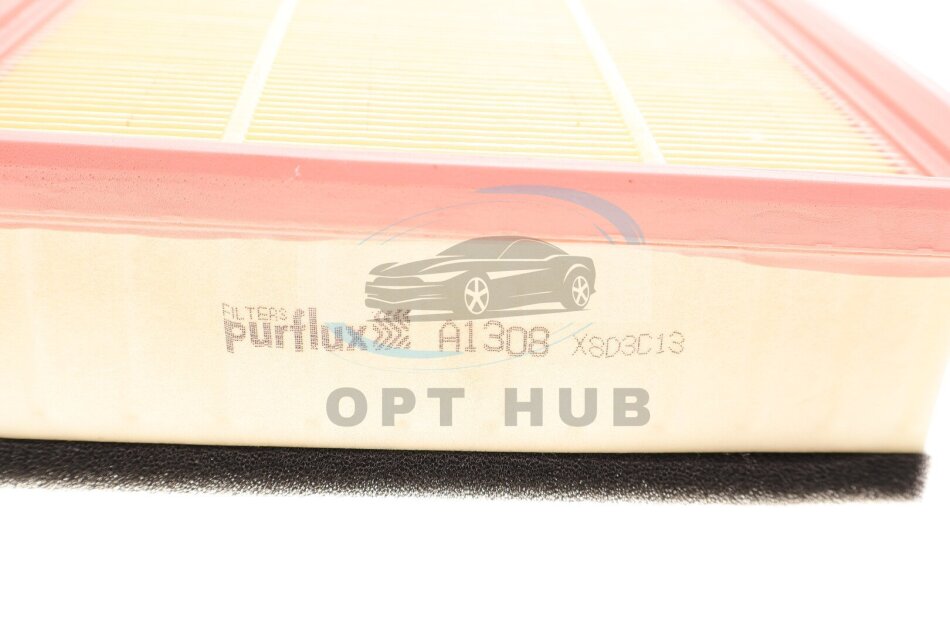 FILTERS
purflux A1308 X8D3C13
OPT HUB